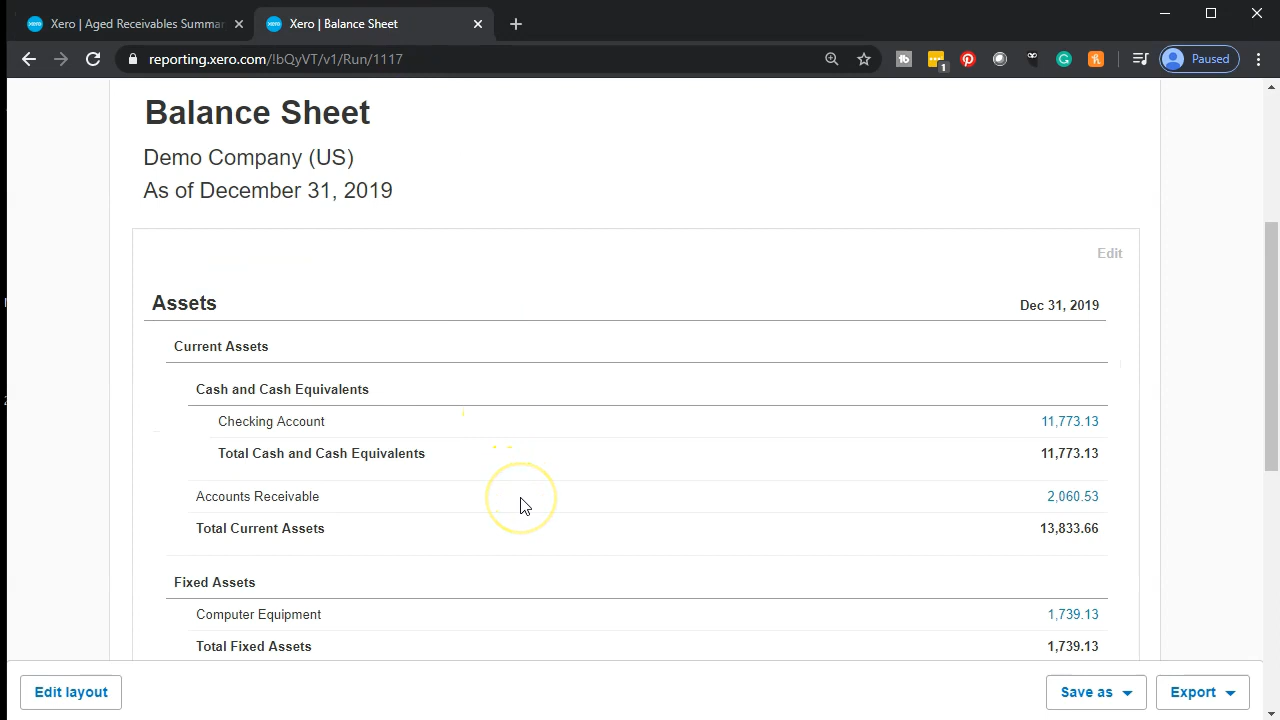 xero Xero | Aged Receivables Summar
xero Xero | Balance Sheet
reporting.xero.com/!bQyVT/v1/Run/1117
1
Paused
Balance Sheet
Demo Company (US)
As of December 31, 2019
Edit
Assets Dec 31, 2019
Current Assets
Cash and Cash Equivalents
Checking Account 11,773.13
Total Cash and Cash Equivalents 11,773.13
Accounts Receivable 2,060.53
Total Current Assets 13,833.66
Fixed Assets
Computer Equipment 1,739.13
Total Fixed Assets 1,739.13
Edit layout Save as Export